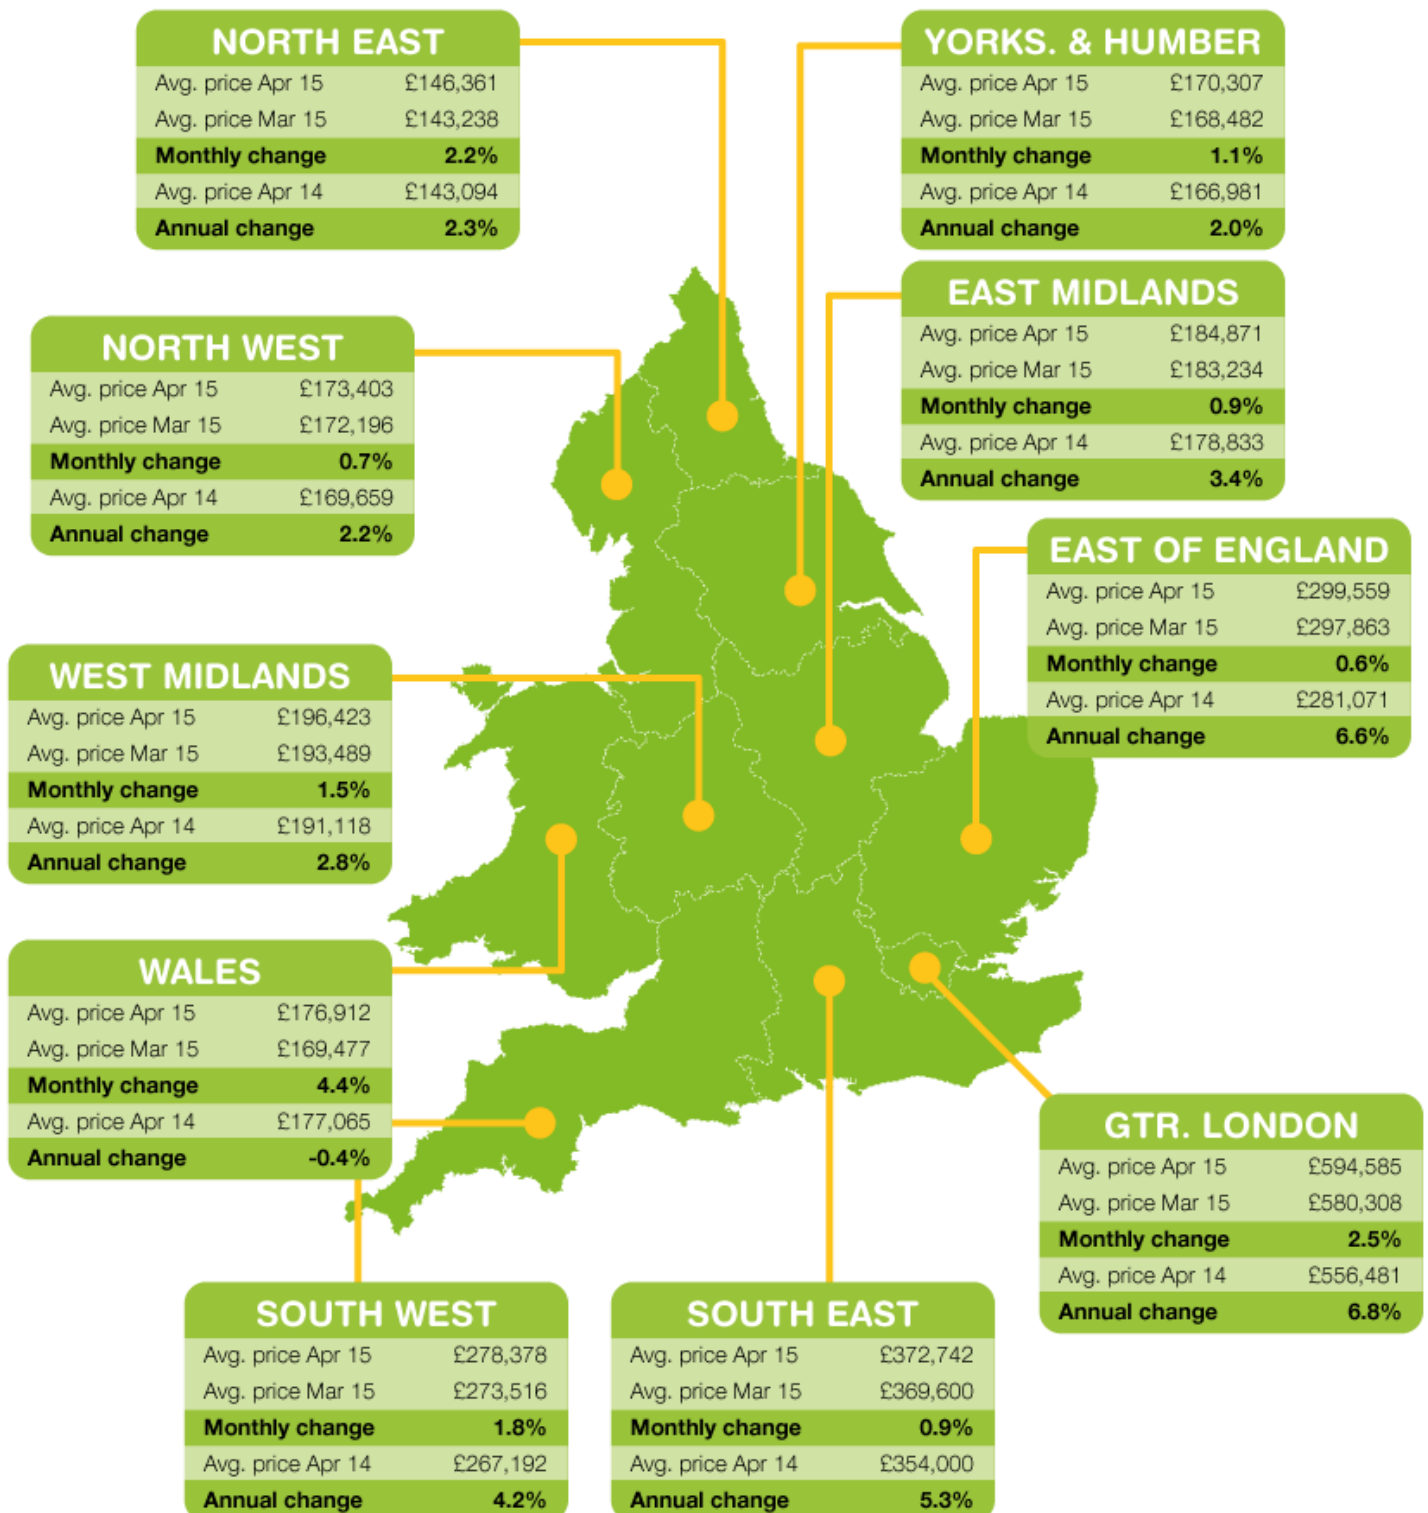 NORTH EAST
Avg. price Apr 15 £146,361
Avg. price Mar 15 £143,238
Monthly change 2.2%
Avg. price Apr 14 £143,094
Annual change 2.3%
YORKS. & HUMBER
Avg. price Apr 15 £170,307
Avg. price Mar 15 £168,482
Monthly change 1.1%
Avg. price Apr 14 £166,981
Annual change 2.0%
EAST MIDLANDS
Avg. price Apr 15 £184,871
Avg. price Mar 15 £183,234
Monthly change 0.9%
Avg. price Apr 14 £178,833
Annual change 3.4%
NORTH WEST
Avg. price Apr 15 £173,403
Avg. price Mar 15 £172,196
Monthly change 0.7%
Avg. price Apr 14 £169,659
Annual change 2.2%
EAST OF ENGLAND
Avg. price Apr 15 £299,559
Avg. price Mar 15 £297,863
Monthly change 0.6%
Avg. price Apr 14 £281,071
Annual change 6.6%
WEST MIDLANDS
Avg. price Apr 15 £196,423
Avg. price Mar 15 £193,489
Monthly change 1.5%
Avg. price Apr 14 £191,118
Annual change 2.8%
WALES
Avg. price Apr 15 £176,912
Avg. price Mar 15 £169,477
Monthly change 4.4%
Avg. price Apr 14 £177,065
Annual change -0.4%
GTR. LONDON
Avg. price Apr 15 £594,585
Avg. price Mar 15 £580,308
Monthly change 2.5%
Avg. price Apr 14 £556,481
Annual change 6.8%
SOUTH WEST
Avg. price Apr 15 £278,378
Avg. price Mar 15 £273,516
Monthly change 1.8%
Avg. price Apr 14 £267,192
Annual change 4.2%
SOUTH EAST
Avg. price Apr 15 £372,742
Avg. price Mar 15 £369,600
Monthly change 0.9%
Avg. price Apr 14 £354,000
Annual change 5.3%